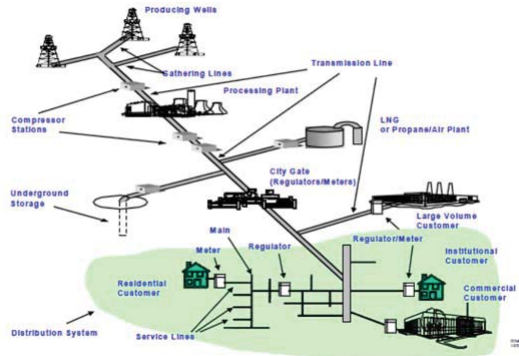 Producing Wells
Gathering Lines
Transmission Line
Processing Plant
Compressor
Stations
LNG
or Propane/Air Plant
City Gate
(Regulators/Meters)
Underground
Storage
Large Volume
Customer
Main
Meter
Regulator
Regulator/Meter
Institutional
Customer
Residential
Customer
Commercial
Customer
Distribution System
Service Lines